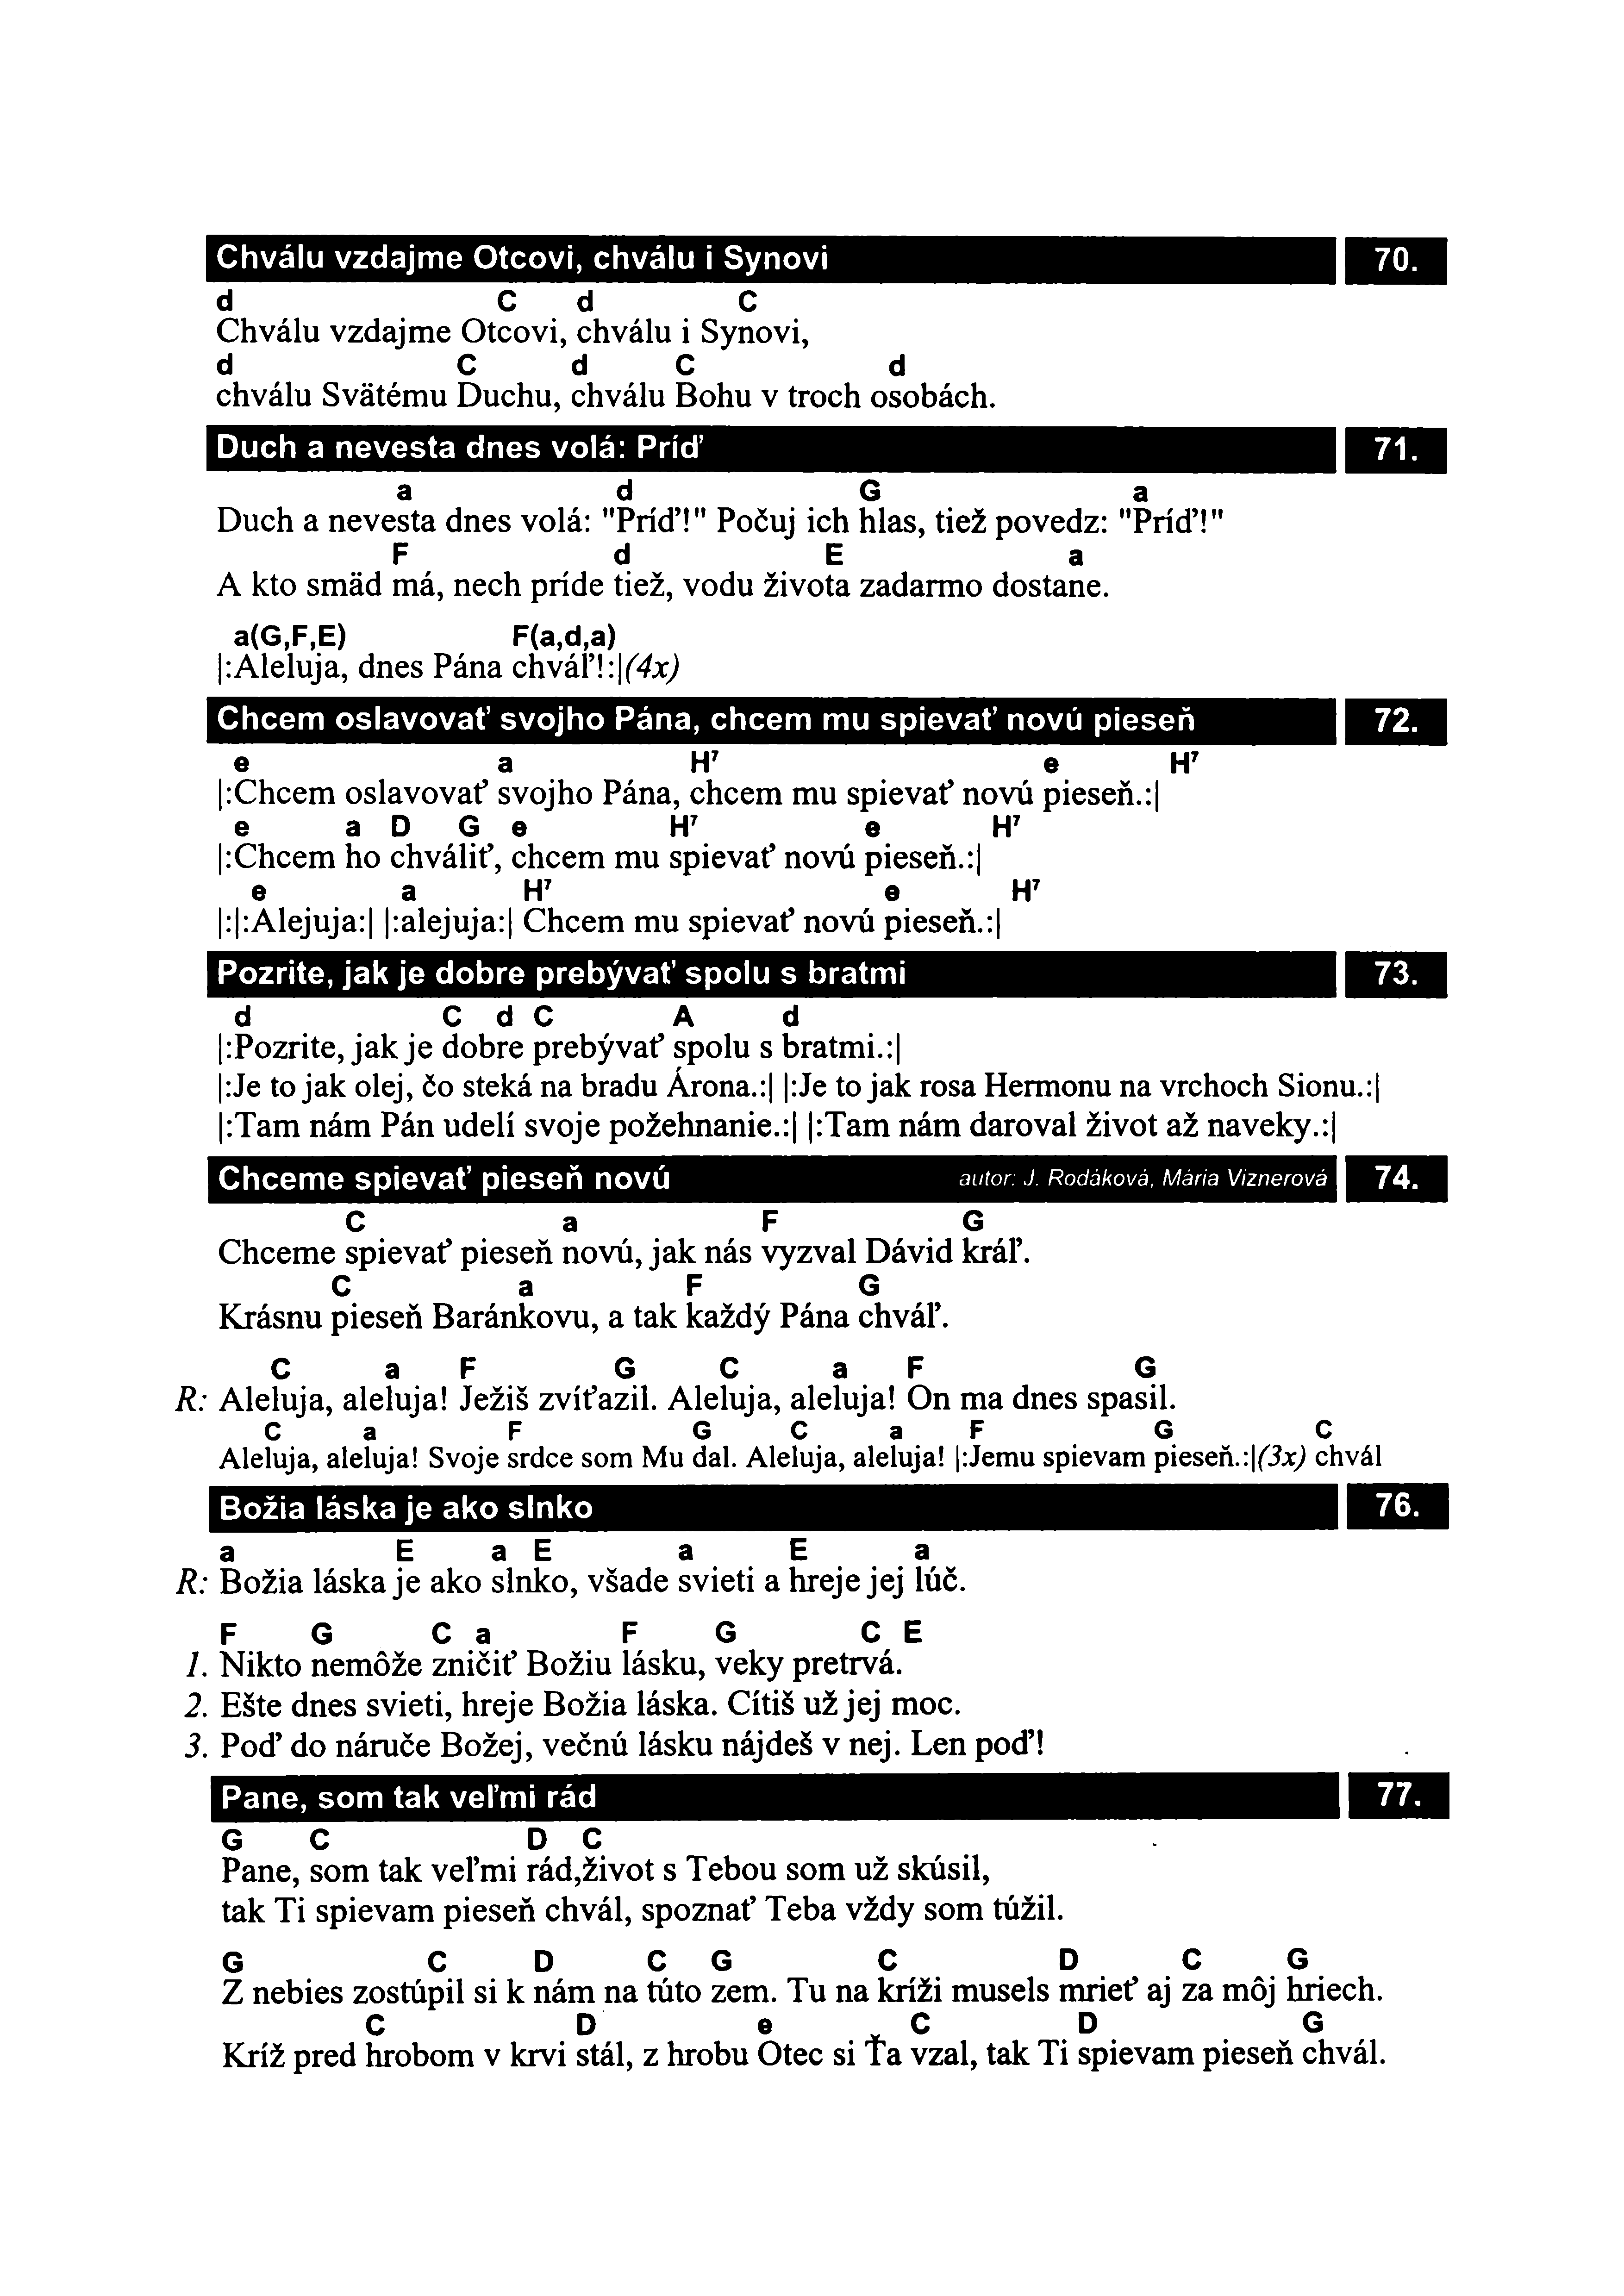 Chválu vzdajme Otcovi, chválu i Synovi 70.
d C d C
Chválu vzdajme Otcovi, chválu i Synovi,
d C d C d
chválu Svätému Duchu, chválu Bohu v troch osobách.
Duch a nevesta dnes volá: Príď 71.
a d G a
Duch a nevesta dnes volá: "Príď!" Počuj ich hlas, tiež povedz: "Príď!"
F d E a
A kto smäd má, nech príde tiež, vodu života zadarmo dostane.
a(G,F,E) F(a,d,a)
|:Aleluja, dnes Pána chváľ!:|(4x)
Chcem oslavovať svojho Pána, chcem mu spievať novú pieseň 72.
e a H⁷ e H⁷
|:Chcem oslavovať svojho Pána, chcem mu spievať novú pieseň.:|
e a D G e H⁷ e H⁷
|:Chcem ho chváliť, chcem mu spievať novú pieseň.:|
e a H⁷ e H⁷
|:|:Alejuja:| |:alejuja:| Chcem mu spievať novú pieseň.:|
Pozrite, jak je dobre prebývať spolu s bratmi 73.
d C d C A d
|:Pozrite, jak je dobre prebývať spolu s bratmi.:|
|:Je to jak olej, čo steká na bradu Árona.:| |:Je to jak rosa Hermonu na vrchoch Sionu.:|
|:Tam nám Pán udelí svoje požehnanie.:| |:Tam nám daroval život až naveky.:|
Chceme spievať pieseň novú autor: J. Rodáková, Mária Viznerová 74.
C a F G
Chceme spievať pieseň novú, jak nás vyzval Dávid kráľ.
C a F G
Krásnu pieseň Baránkovu, a tak každý Pána chváľ.
C a F G C a F G
R: Aleluja, aleluja! Ježiš zvíťazil. Aleluja, aleluja! On ma dnes spasil.
C a F G C a F G C
Aleluja, aleluja! Svoje srdce som Mu dal. Aleluja, aleluja! |:Jemu spievam pieseň.:|(3x) chvál
Božia láska je ako slnko 76.
a E a E a E a
R: Božia láska je ako slnko, všade svieti a hreje jej lúč.
F G C a F G C E
1. Nikto nemôže zničiť Božiu lásku, veky pretrvá.
2. Ešte dnes svieti, hreje Božia láska. Cítiš už jej moc.
3. Poď do náruče Božej, večnú lásku nájdeš v nej. Len poď!
Pane, som tak veľmi rád 77.
G C D C
Pane, som tak veľmi rád,život s Tebou som už skúsil,
tak Ti spievam pieseň chvál, spoznať Teba vždy som túžil.
G C D C G C D C G
Z nebies zostúpil si k nám na túto zem. Tu na kríži musels mrieť aj za môj hriech.
C D e C D G
Kríž pred hrobom v krvi stál, z hrobu Otec si Ťa vzal, tak Ti spievam pieseň chvál.